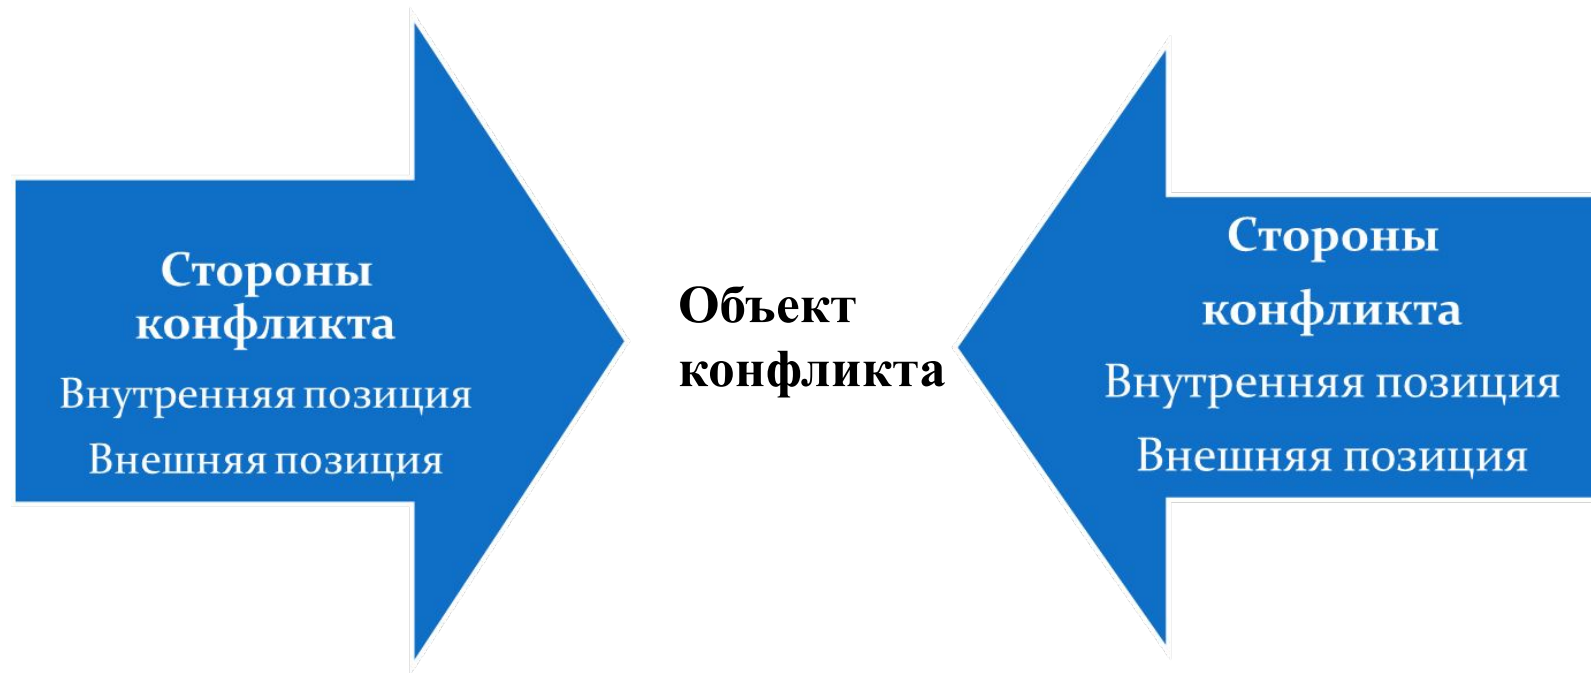 Стороны
конфликта
Внутренняя позиция
Внешняя позиция
Объект
конфликта
Стороны
конфликта
Внутренняя позиция
Внешняя позиция